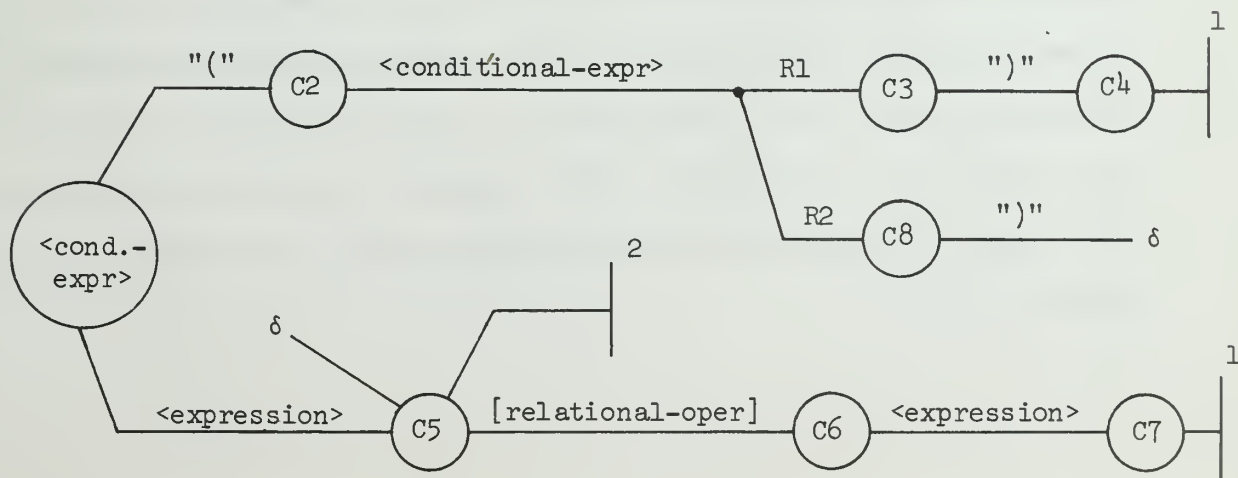 1
"(" C2 <conditional-expr> R1 C3 ")" C4
<cond.-
expr>
R2 C8 ")" δ
2
δ
1
<expression> C5 [relational-oper] C6 <expression> C7